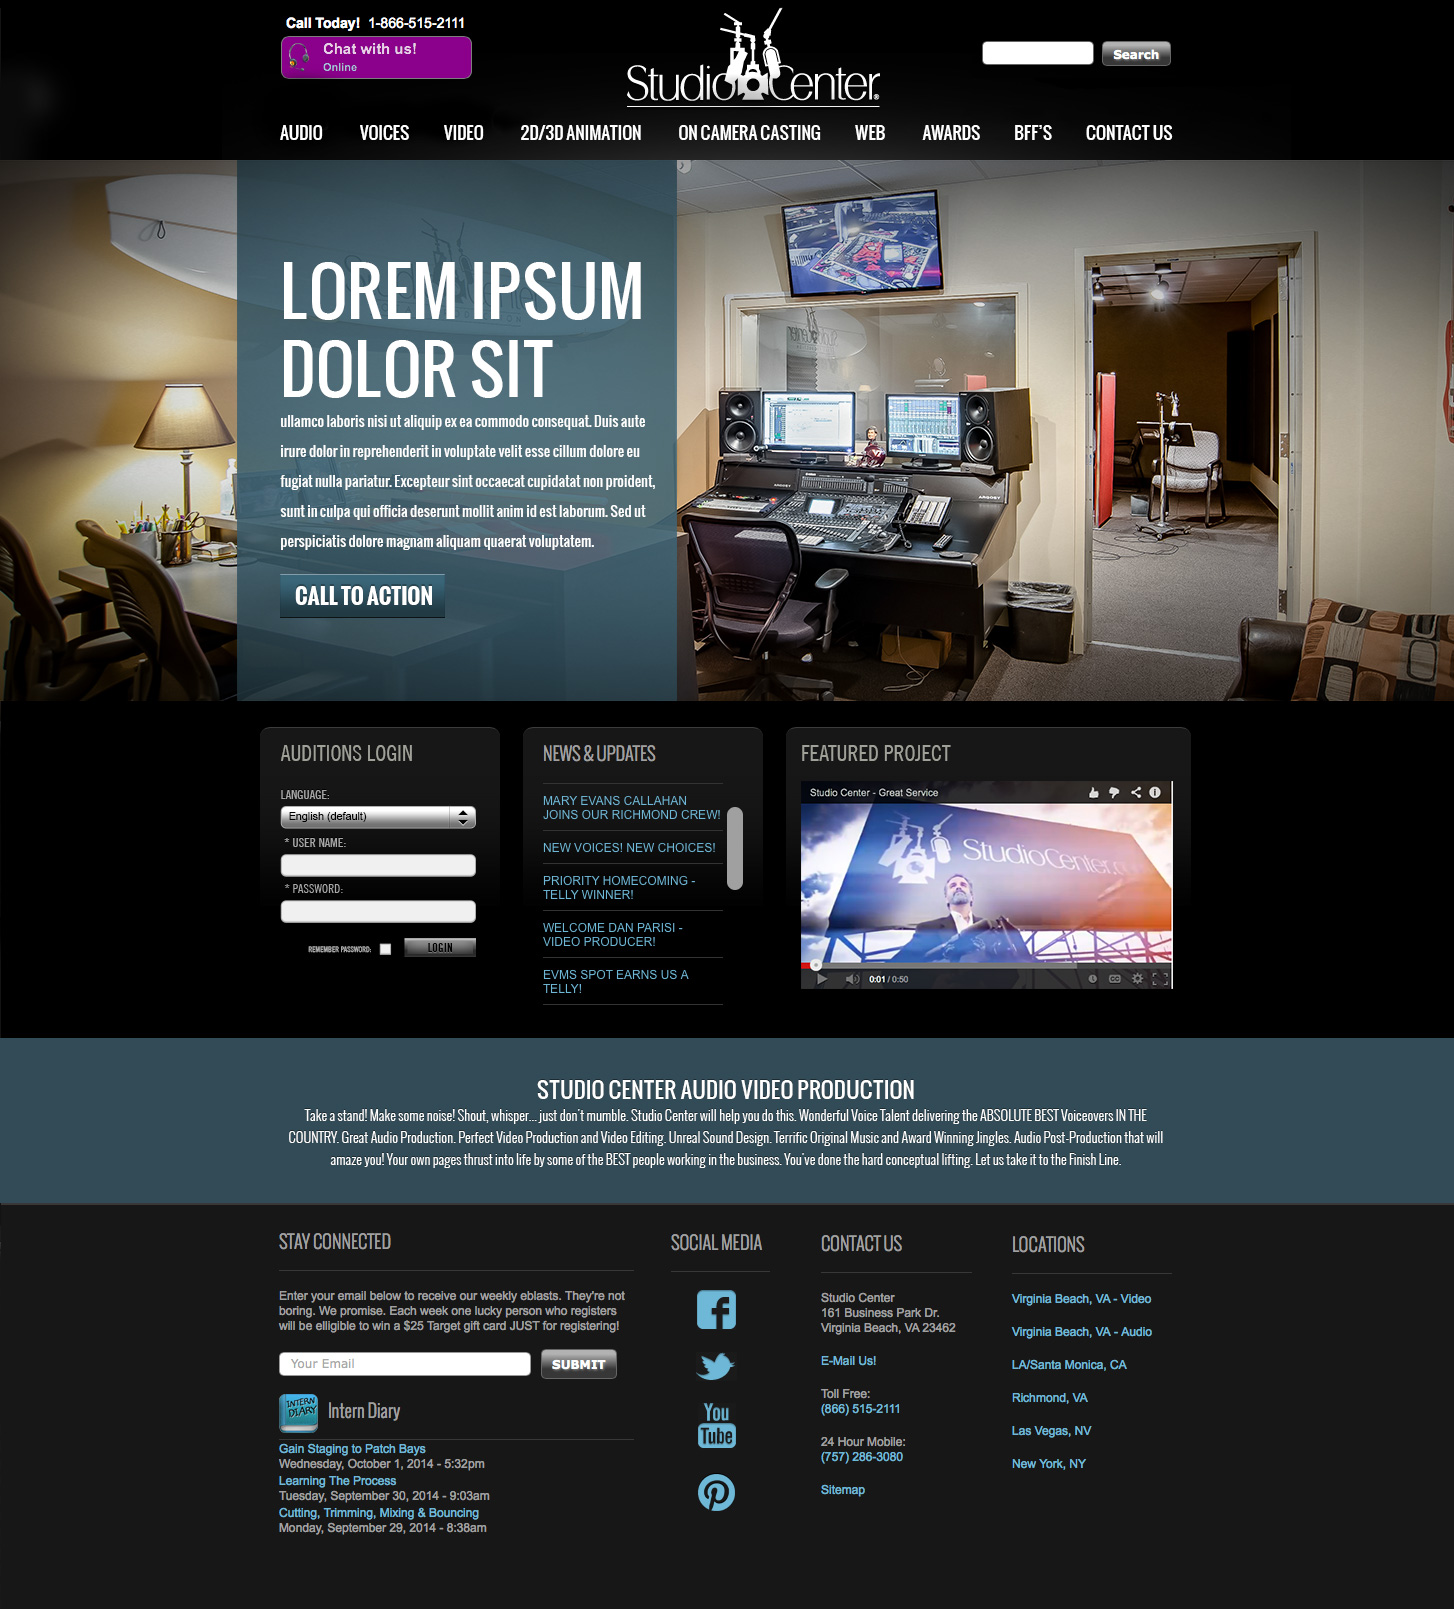 Call Today! 1-866-515-2111
Chat with us!
Online
StudioCenter®
Search
AUDIO VOICES VIDEO 2D/3D ANIMATION ON CAMERA CASTING WEB AWARDS BFF'S CONTACT US
LOREM IPSUM
DOLOR SIT
ullamco laboris nisi ut aliquip ex ea commodo consequat. Duis aute
irure dolor in reprehenderit in voluptate velit esse cillum dolore eu
fugiat nulla pariatur. Excepteur sint occaecat cupidatat non proident,
sunt in culpa qui officia deserunt mollit anim id est laborum. Sed ut
perspiciatis dolore magnam aliquam quaerat voluptatem.
CALL TO ACTION
ARGOSY
ARGOSY
AUDITIONS LOGIN
LANGUAGE:
English (default)
* USER NAME:
* PASSWORD:
REMEMBER PASSWORD:
LOGIN
NEWS & UPDATES
MARY EVANS CALLAHAN
JOINS OUR RICHMOND CREW!
NEW VOICES! NEW CHOICES!
PRIORITY HOMECOMING -
TELLY WINNER!
WELCOME DAN PARISI -
VIDEO PRODUCER!
EVMS SPOT EARNS US A
TELLY!
FEATURED PROJECT
Studio Center - Great Service
StudioCenter.
0:01 / 0:50
CC
STUDIO CENTER AUDIO VIDEO PRODUCTION
Take a stand! Make some noise! Shout, whisper... just don't mumble. Studio Center will help you do this. Wonderful Voice Talent delivering the ABSOLUTE BEST Voiceovers IN THE
COUNTRY. Great Audio Production. Perfect Video Production and Video Editing. Unreal Sound Design. Terrific Original Music and Award Winning Jingles. Audio Post-Production that will
amaze you! Your own pages thrust into life by some of the BEST people working in the business. You've done the hard conceptual lifting. Let us take it to the Finish Line.
STAY CONNECTED
Enter your email below to receive our weekly eblasts. They're not
boring. We promise. Each week one lucky person who registers
will be elligible to win a $25 Target gift card JUST for registering!
Your Email
SUBMIT
INTERN
DIARY
Intern Diary
Gain Staging to Patch Bays
Wednesday, October 1, 2014 - 5:32pm
Learning The Process
Tuesday, September 30, 2014 - 9:03am
Cutting, Trimming, Mixing & Bouncing
Monday, September 29, 2014 - 8:38am
SOCIAL MEDIA
You
Tube
CONTACT US
Studio Center
161 Business Park Dr.
Virginia Beach, VA 23462
E-Mail Us!
Toll Free:
(866) 515-2111
24 Hour Mobile:
(757) 286-3080
Sitemap
LOCATIONS
Virginia Beach, VA - Video
Virginia Beach, VA - Audio
LA/Santa Monica, CA
Richmond, VA
Las Vegas, NV
New York, NY